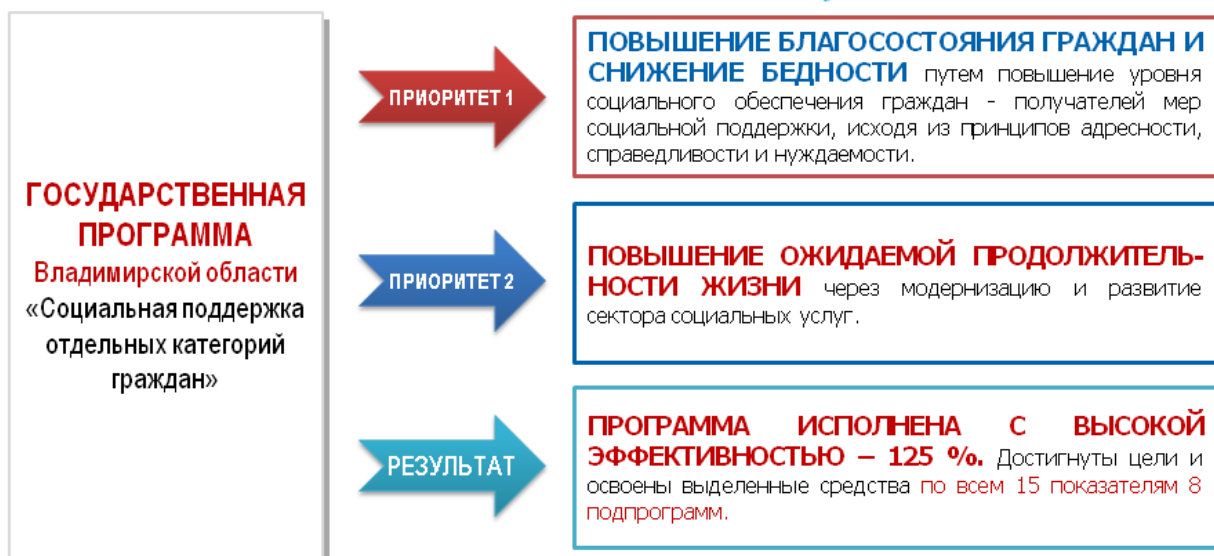 ГОСУДАРСТВЕННАЯ
ПРОГРАММА
Владимирской области
«Социальная поддержка
отдельных категорий
граждан»
ПРИОРИТЕТ 1
ПОВЫШЕНИЕ БЛАГОСОСТОЯНИЯ ГРАЖДАН И
СНИЖЕНИЕ БЕДНОСТИ путем повышение уровня
социального обеспечения граждан - получателей мер
социальной поддержки, исходя из принципов адресности,
справедливости и нуждаемости.
ПРИОРИТЕТ 2
ПОВЫШЕНИЕ ОЖИДАЕМОЙ ПРОДОЛЖИТЕЛЬ-
НОСТИ ЖИЗНИ через модернизацию и развитие
сектора социальных услуг.
РЕЗУЛЬТАТ
ПРОГРАММА ИСПОЛНЕНА С ВЫСОКОЙ
ЭФФЕКТИВНОСТЬЮ – 125 %. Достигнуты цели и
освоены выделенные средства по всем 15 показателям 8
подпрограмм.